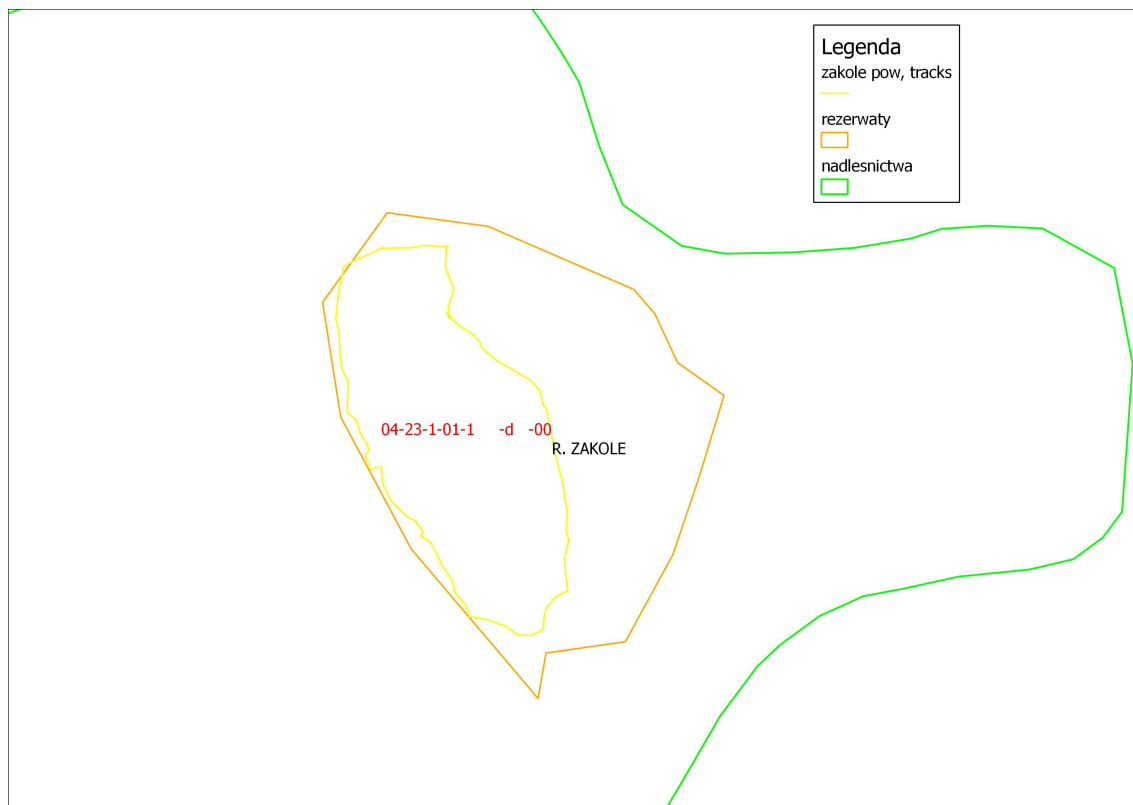 Legenda
zakole pow, tracks
rezerwaty
nadlesnictwa
04-23-1-01-1 -d -00
R. ZAKOLE